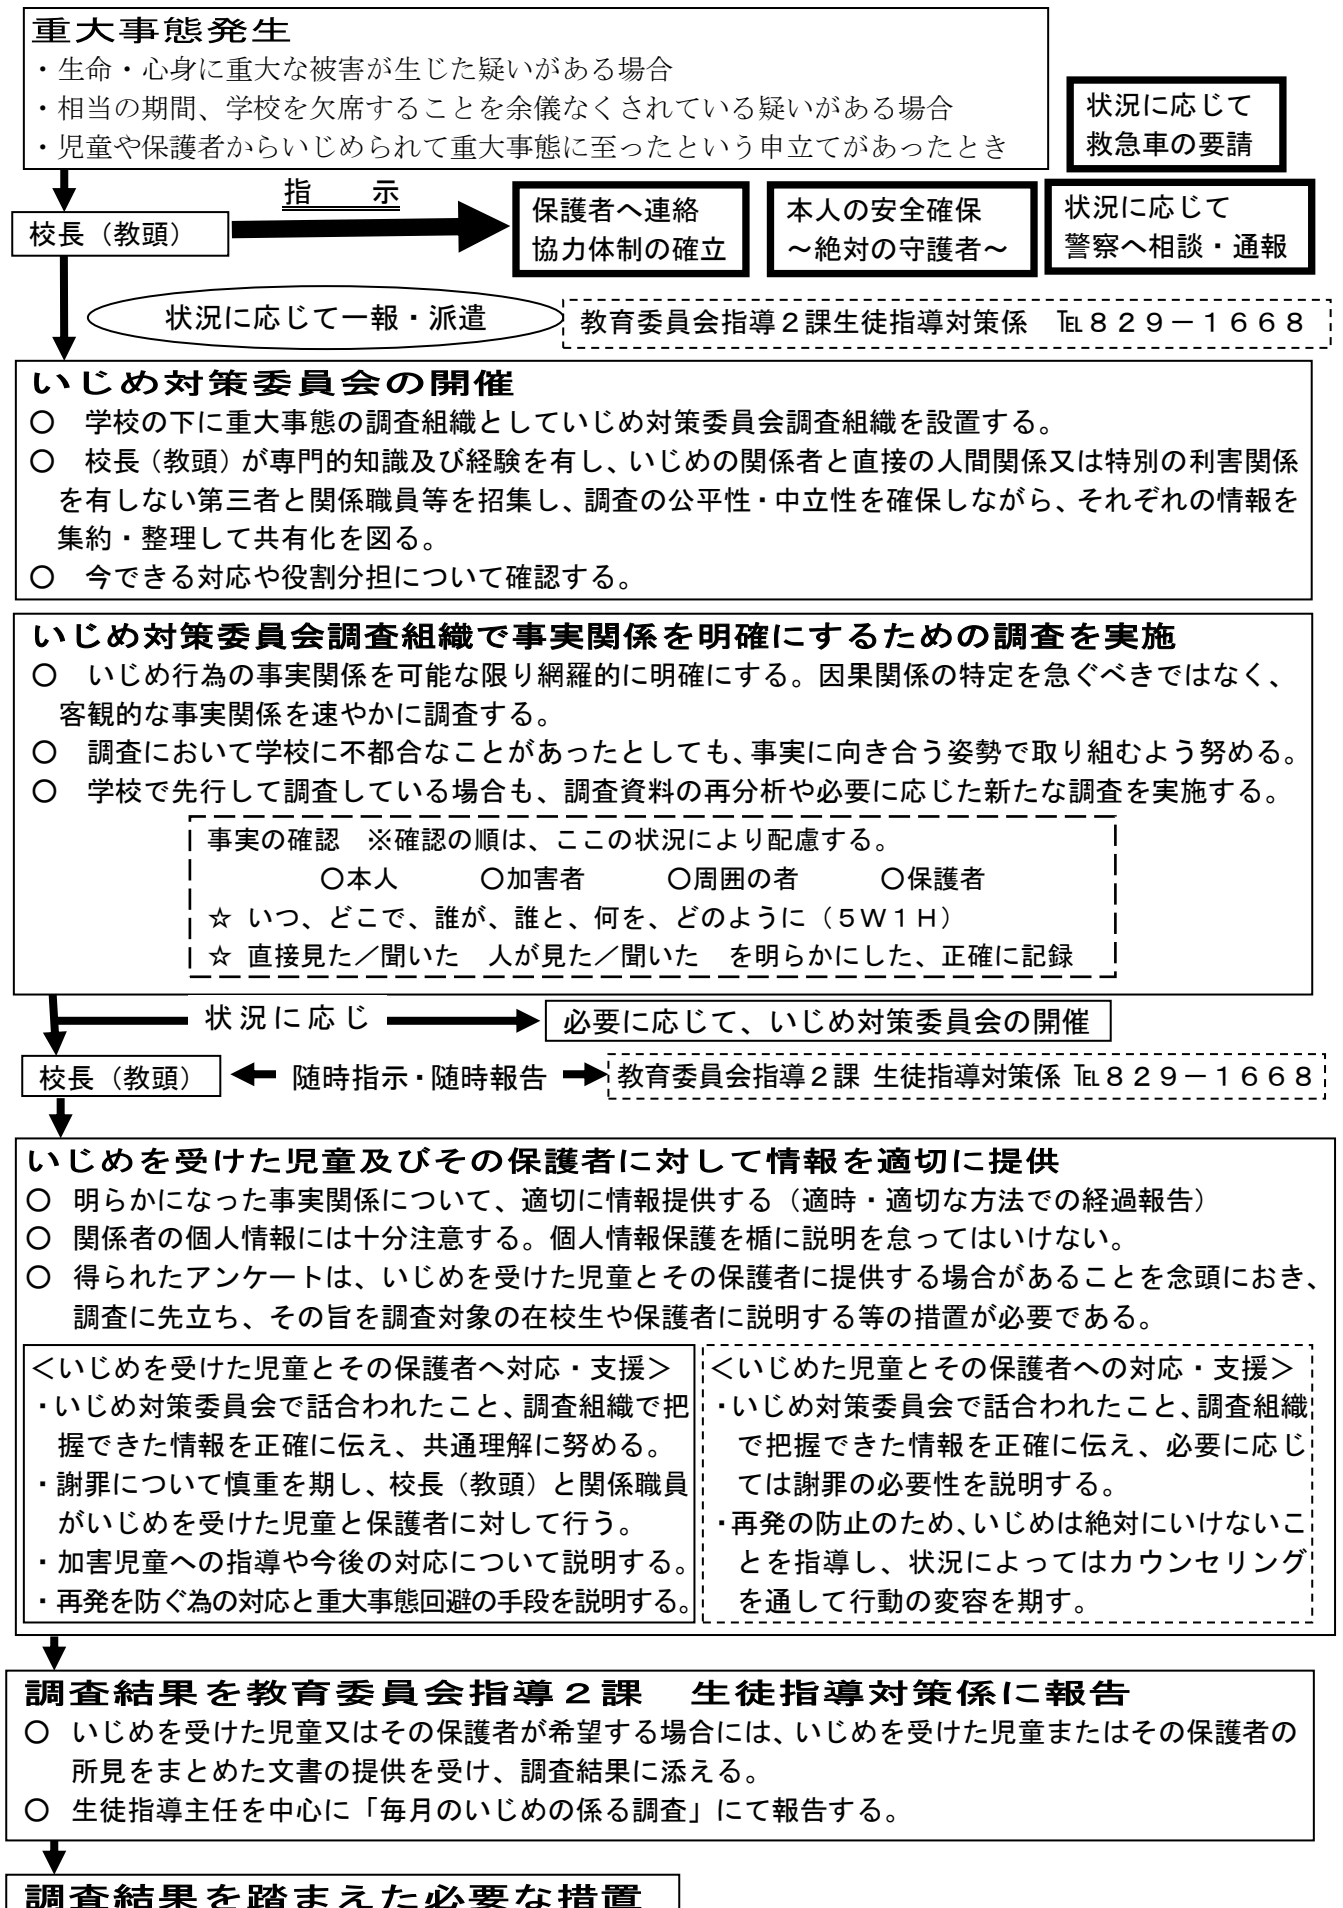 重大事態発生
・生命・心身に重大な被害が生じた疑いがある場合
・相当の期間、学校を欠席することを余儀なくされている疑いがある場合
・児童や保護者からいじめられて重大事態に至ったという申立てがあったとき
状況に応じて
救急車の要請
指　示
校長（教頭）
保護者へ連絡
協力体制の確立
本人の安全確保
～絶対の守護者～
状況に応じて
警察へ相談・通報
状況に応じて一報・派遣
教育委員会指導２課生徒指導対策係　℡８２９－１６６８
いじめ対策委員会の開催
○　学校の下に重大事態の調査組織としていじめ対策委員会調査組織を設置する。
○　校長（教頭）が専門的知識及び経験を有し、いじめの関係者と直接の人間関係又は特別の利害関係
を有しない第三者と関係職員等を招集し、調査の公平性・中立性を確保しながら、それぞれの情報を
集約・整理して共有化を図る。
○　今できる対応や役割分担について確認する。
いじめ対策委員会調査組織で事実関係を明確にするための調査を実施
○　いじめ行為の事実関係を可能な限り網羅的に明確にする。因果関係の特定を急ぐべきではなく、
客観的な事実関係を速やかに調査する。
○　調査において学校に不都合なことがあったとしても、事実に向き合う姿勢で取り組むよう努める。
○　学校で先行して調査している場合も、調査資料の再分析や必要に応じた新たな調査を実施する。
事実の確認　※確認の順は、ここの状況により配慮する。
○本人　○加害者　○周囲の者　○保護者
☆ いつ、どこで、誰が、誰と、何を、どのように（５Ｗ１Ｈ）
☆ 直接見た／聞いた　人が見た／聞いた　を明らかにした、正確に記録
状況に応じ
必要に応じて、いじめ対策委員会の開催
校長（教頭）
随時指示・随時報告
教育委員会指導２課 生徒指導対策係 ℡８２９－１６６８
いじめを受けた児童及びその保護者に対して情報を適切に提供
○　明らかになった事実関係について、適切に情報提供する（適時・適切な方法での経過報告）
○　関係者の個人情報には十分注意する。個人情報保護を楯に説明を怠ってはいけない。
○　得られたアンケートは、いじめを受けた児童とその保護者に提供する場合があることを念頭におき、
調査に先立ち、その旨を調査対象の在校生や保護者に説明する等の措置が必要である。
＜いじめを受けた児童とその保護者へ対応・支援＞
・いじめ対策委員会で話合われたこと、調査組織で把
握できた情報を正確に伝え、共通理解に努める。
・謝罪について慎重を期し、校長（教頭）と関係職員
がいじめを受けた児童と保護者に対して行う。
・加害児童への指導や今後の対応について説明する。
・再発を防ぐ為の対応と重大事態回避の手段を説明する。
＜いじめた児童とその保護者への対応・支援＞
・いじめ対策委員会で話合われたこと、調査組織
で把握できた情報を正確に伝え、必要に応じ
ては謝罪の必要性を説明する。
・再発の防止のため、いじめは絶対にいけないこ
とを指導し、状況によってはカウンセリング
を通して行動の変容を期す。
調査結果を教育委員会指導２課　生徒指導対策係に報告
○　いじめを受けた児童又はその保護者が希望する場合には、いじめを受けた児童またはその保護者の
所見をまとめた文書の提供を受け、調査結果に添える。
○　生徒指導主任を中心に「毎月のいじめの係る調査」にて報告する。
調査結果を踏まえた必要な措置